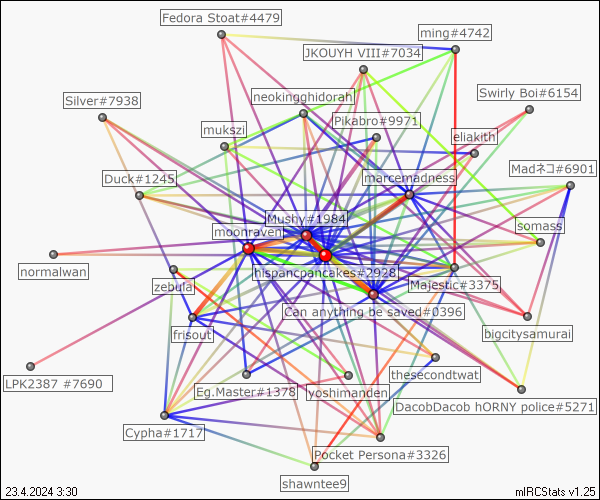 Fedora Stoat#4479
ming#4742
JKOUYH VIII#7034
Swirly Boi#6154
Silver#7938
neokingghidorah
Pikabro#9971
mukszi
eliakith
Madネコ#6901
Duck#1245
marcemadness
Mushy#1984
somass
moonraven
normalwan
hispancpancakes#2928
zebula
Majestic#3375
Can anything be saved#0396
frisout
bigcitysamurai
thesecondtwat
LPK2387 #7690
Eg.Master#1378
yoshimanden
DacobDacob hORNY police#5271
Cypha#1717
Pocket Persona#3326
shawntee9
23.4.2024 3:30
mIRCStats v1.25